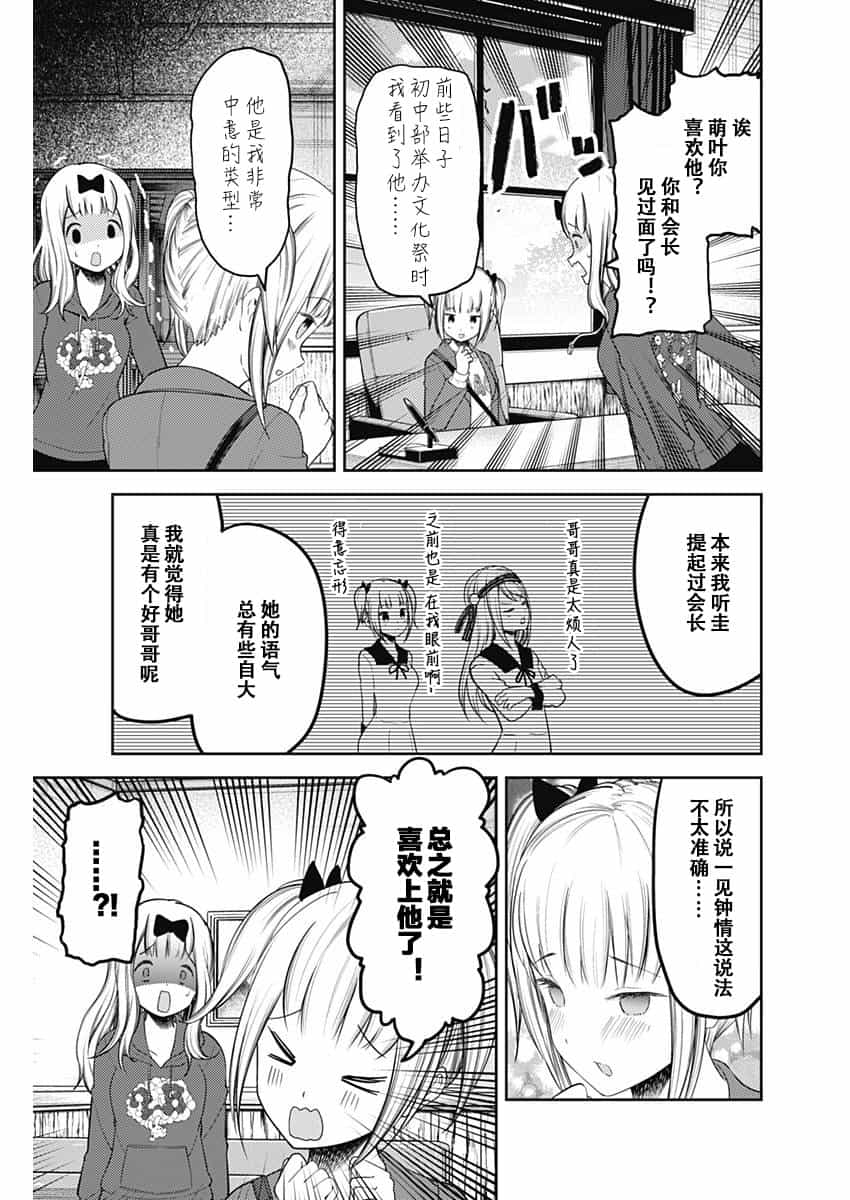 诶
萌叶你
喜欢他？
你和会长
见过面了吗！？
前些日子
初中部举办文化祭时
我看到了他……
他是我非常
中意的类型…
本来我听圭
提起过会长
哥哥真是太烦人了
之前也是
在我眼前啊…
得意忘形
她的语气
总有些自大
我就觉得她
真是有个好哥哥呢
所以说一见钟情这说法
不太准确……
总之就是
喜欢上他了！
……?!